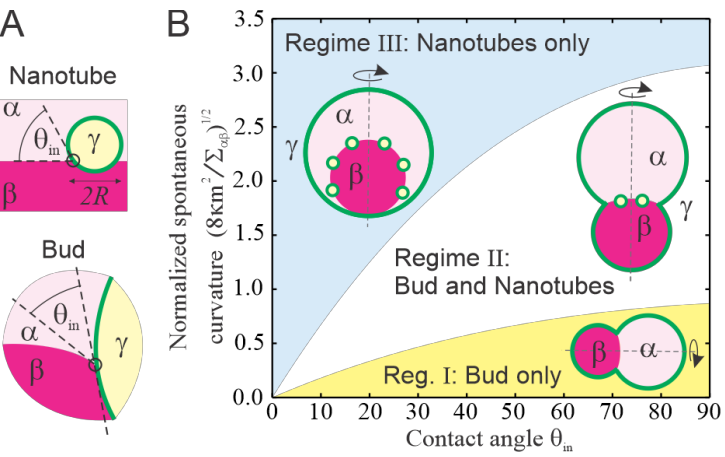 A
Nanotube
α
θin
γ
β
2R
Bud
θin
α
γ
β
B
Normalized spontaneous
curvature (8κm²/Σαβ)^1/2
3.5
3.0
2.5
2.0
1.5
1.0
0.5
0.0
Regime III: Nanotubes only
α
γ
β
α
γ
β
Regime II:
Bud and Nanotubes
β
α
Reg. I: Bud only
0
10
20
30
40
50
60
70
80
90
Contact angle θin